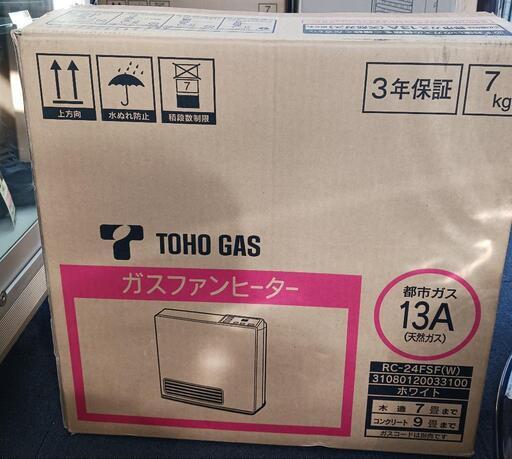 上方向
水ぬれ防止
7
積段数制限
3年保証
7
kg
TOHO GAS
ガスファンヒーター
都市ガス
13A
(天然ガス)
RC-24FSF(W)
31080120033100
ホワイト
木造 7 畳まで
コンクリート 9 畳まで
ガスコードは別売です